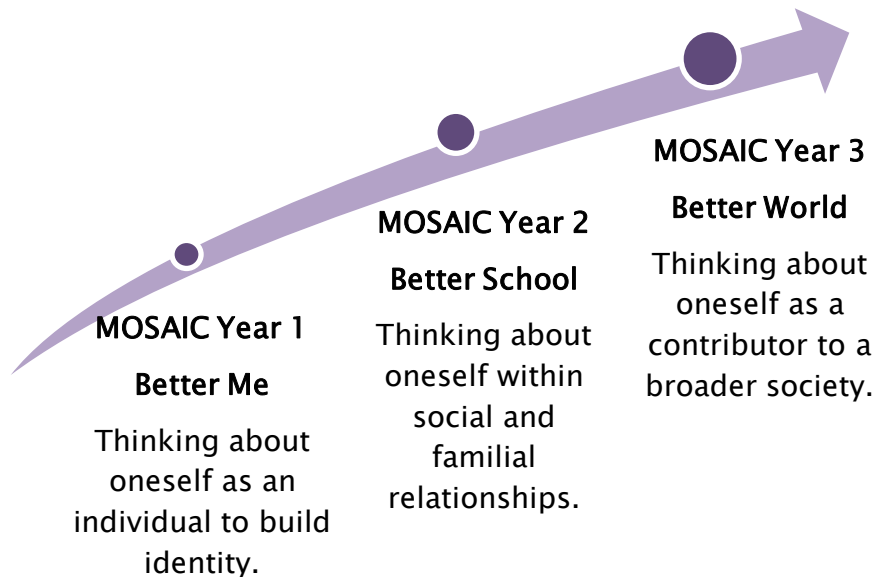 MOSAIC Year 1
Better Me
Thinking about
oneself as an
individual to build
identity.
MOSAIC Year 2
Better School
Thinking about
oneself within
social and
familial
relationships.
MOSAIC Year 3
Better World
Thinking about
oneself as a
contributor to a
broader society.